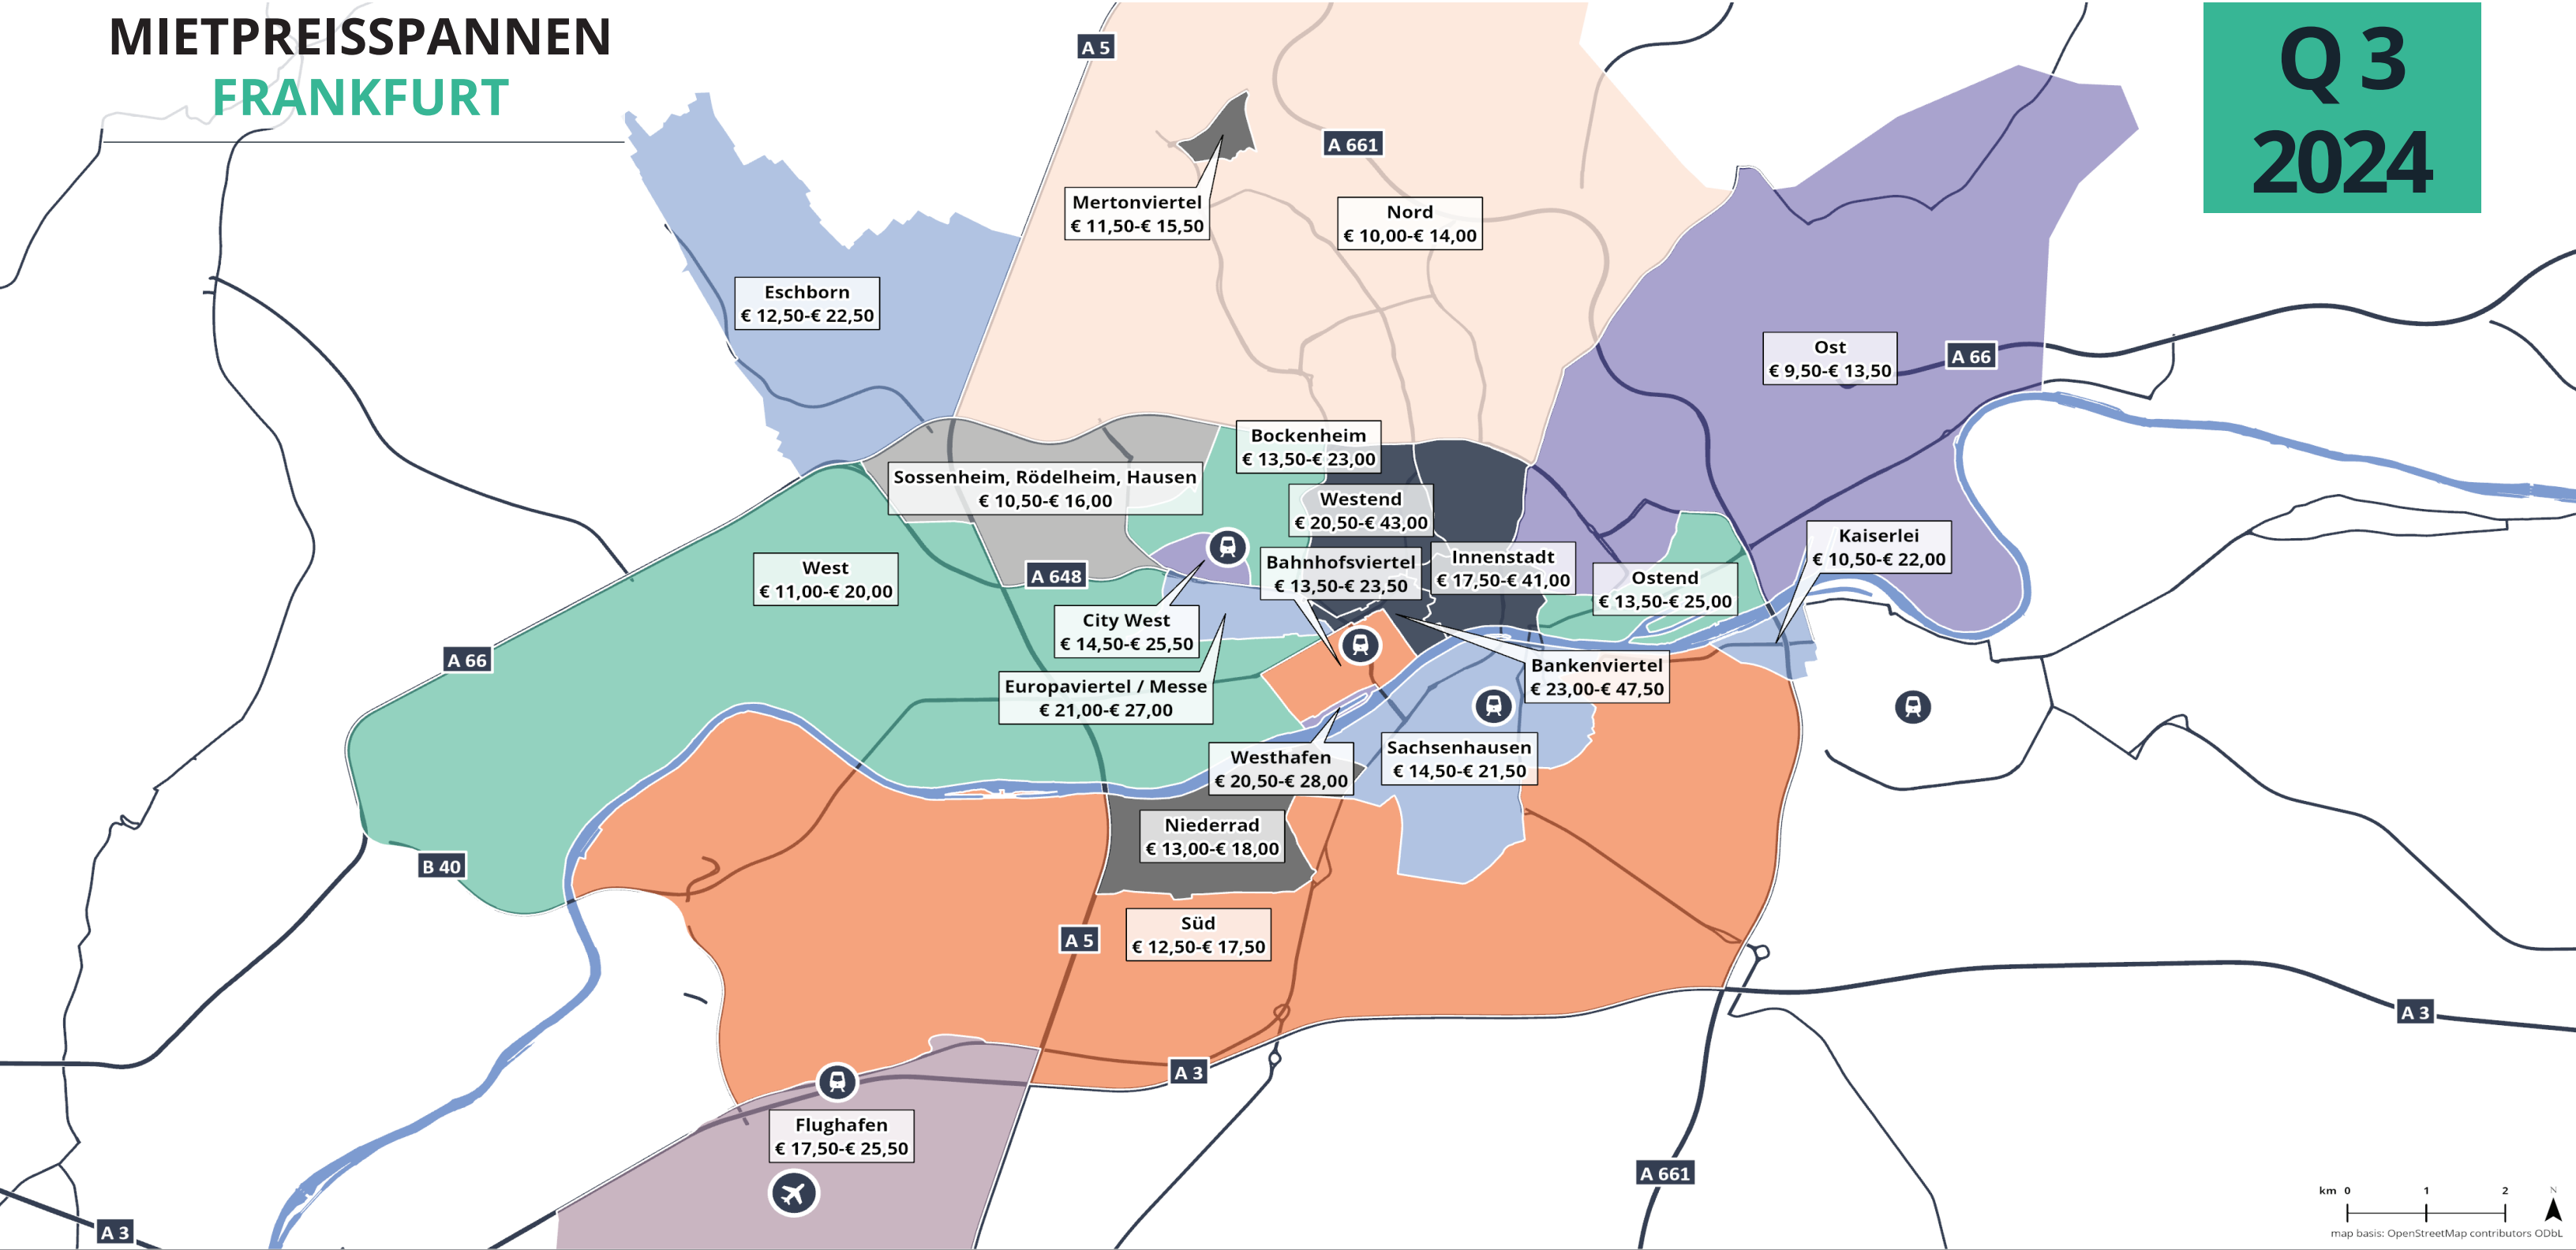 MIETPREISSPANNEN
FRANKFURT
Q 3
2024
A 5
A 661
Mertonviertel
€ 11,50-€ 15,50
Nord
€ 10,00-€ 14,00
Eschborn
€ 12,50-€ 22,50
Ost
€ 9,50-€ 13,50
A 66
Bockenheim
€ 13,50-€ 23,00
Sossenheim, Rödelheim, Hausen
€ 10,50-€ 16,00
Westend
€ 20,50-€ 43,00
Kaiserlei
€ 10,50-€ 22,00
Bahnhofsviertel
€ 13,50-€ 23,50
Innenstadt
€ 17,50-€ 41,00
West
€ 11,00-€ 20,00
A 648
Ostend
€ 13,50-€ 25,00
City West
€ 14,50-€ 25,50
A 66
Bankenviertel
€ 23,00-€ 47,50
Europaviertel / Messe
€ 21,00-€ 27,00
Westhafen
€ 20,50-€ 28,00
Sachsenhausen
€ 14,50-€ 21,50
Niederrad
€ 13,00-€ 18,00
B 40
Süd
€ 12,50-€ 17,50
A 5
A 3
A 3
Flughafen
€ 17,50-€ 25,50
A 661
A 3
km 0 1 2 N
map basis: OpenStreetMap contributors ODbL